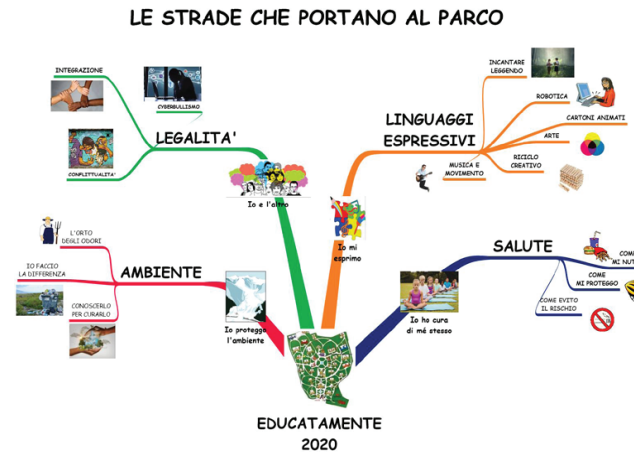 LE STRADE CHE PORTANO AL PARCO
INTEGRAZIONE
CYBERBULLISMO
LEGALITA'
CONFLITTUALITA'
Io e l'altro
INCANTARE
LEGGENDO
ROBOTICA
CARTONI ANIMATI
LINGUAGGI
ESPRESSIVI
ARTE
MUSICA E
MOVIMENTO
RICICLO
CREATIVO
Io mi
esprimo
L'ORTO
DEGLI ODORI
IO FACCIO
LA DIFFERENZA
AMBIENTE
CONOSCERLO
PER CURARLO
Io proteggo
l'ambiente
SALUTE
COME
MI PROTEGGO
COME EVITO
IL RISCHIO
Io ho cura
di mé stesso
EDUCATAMENTE
2020